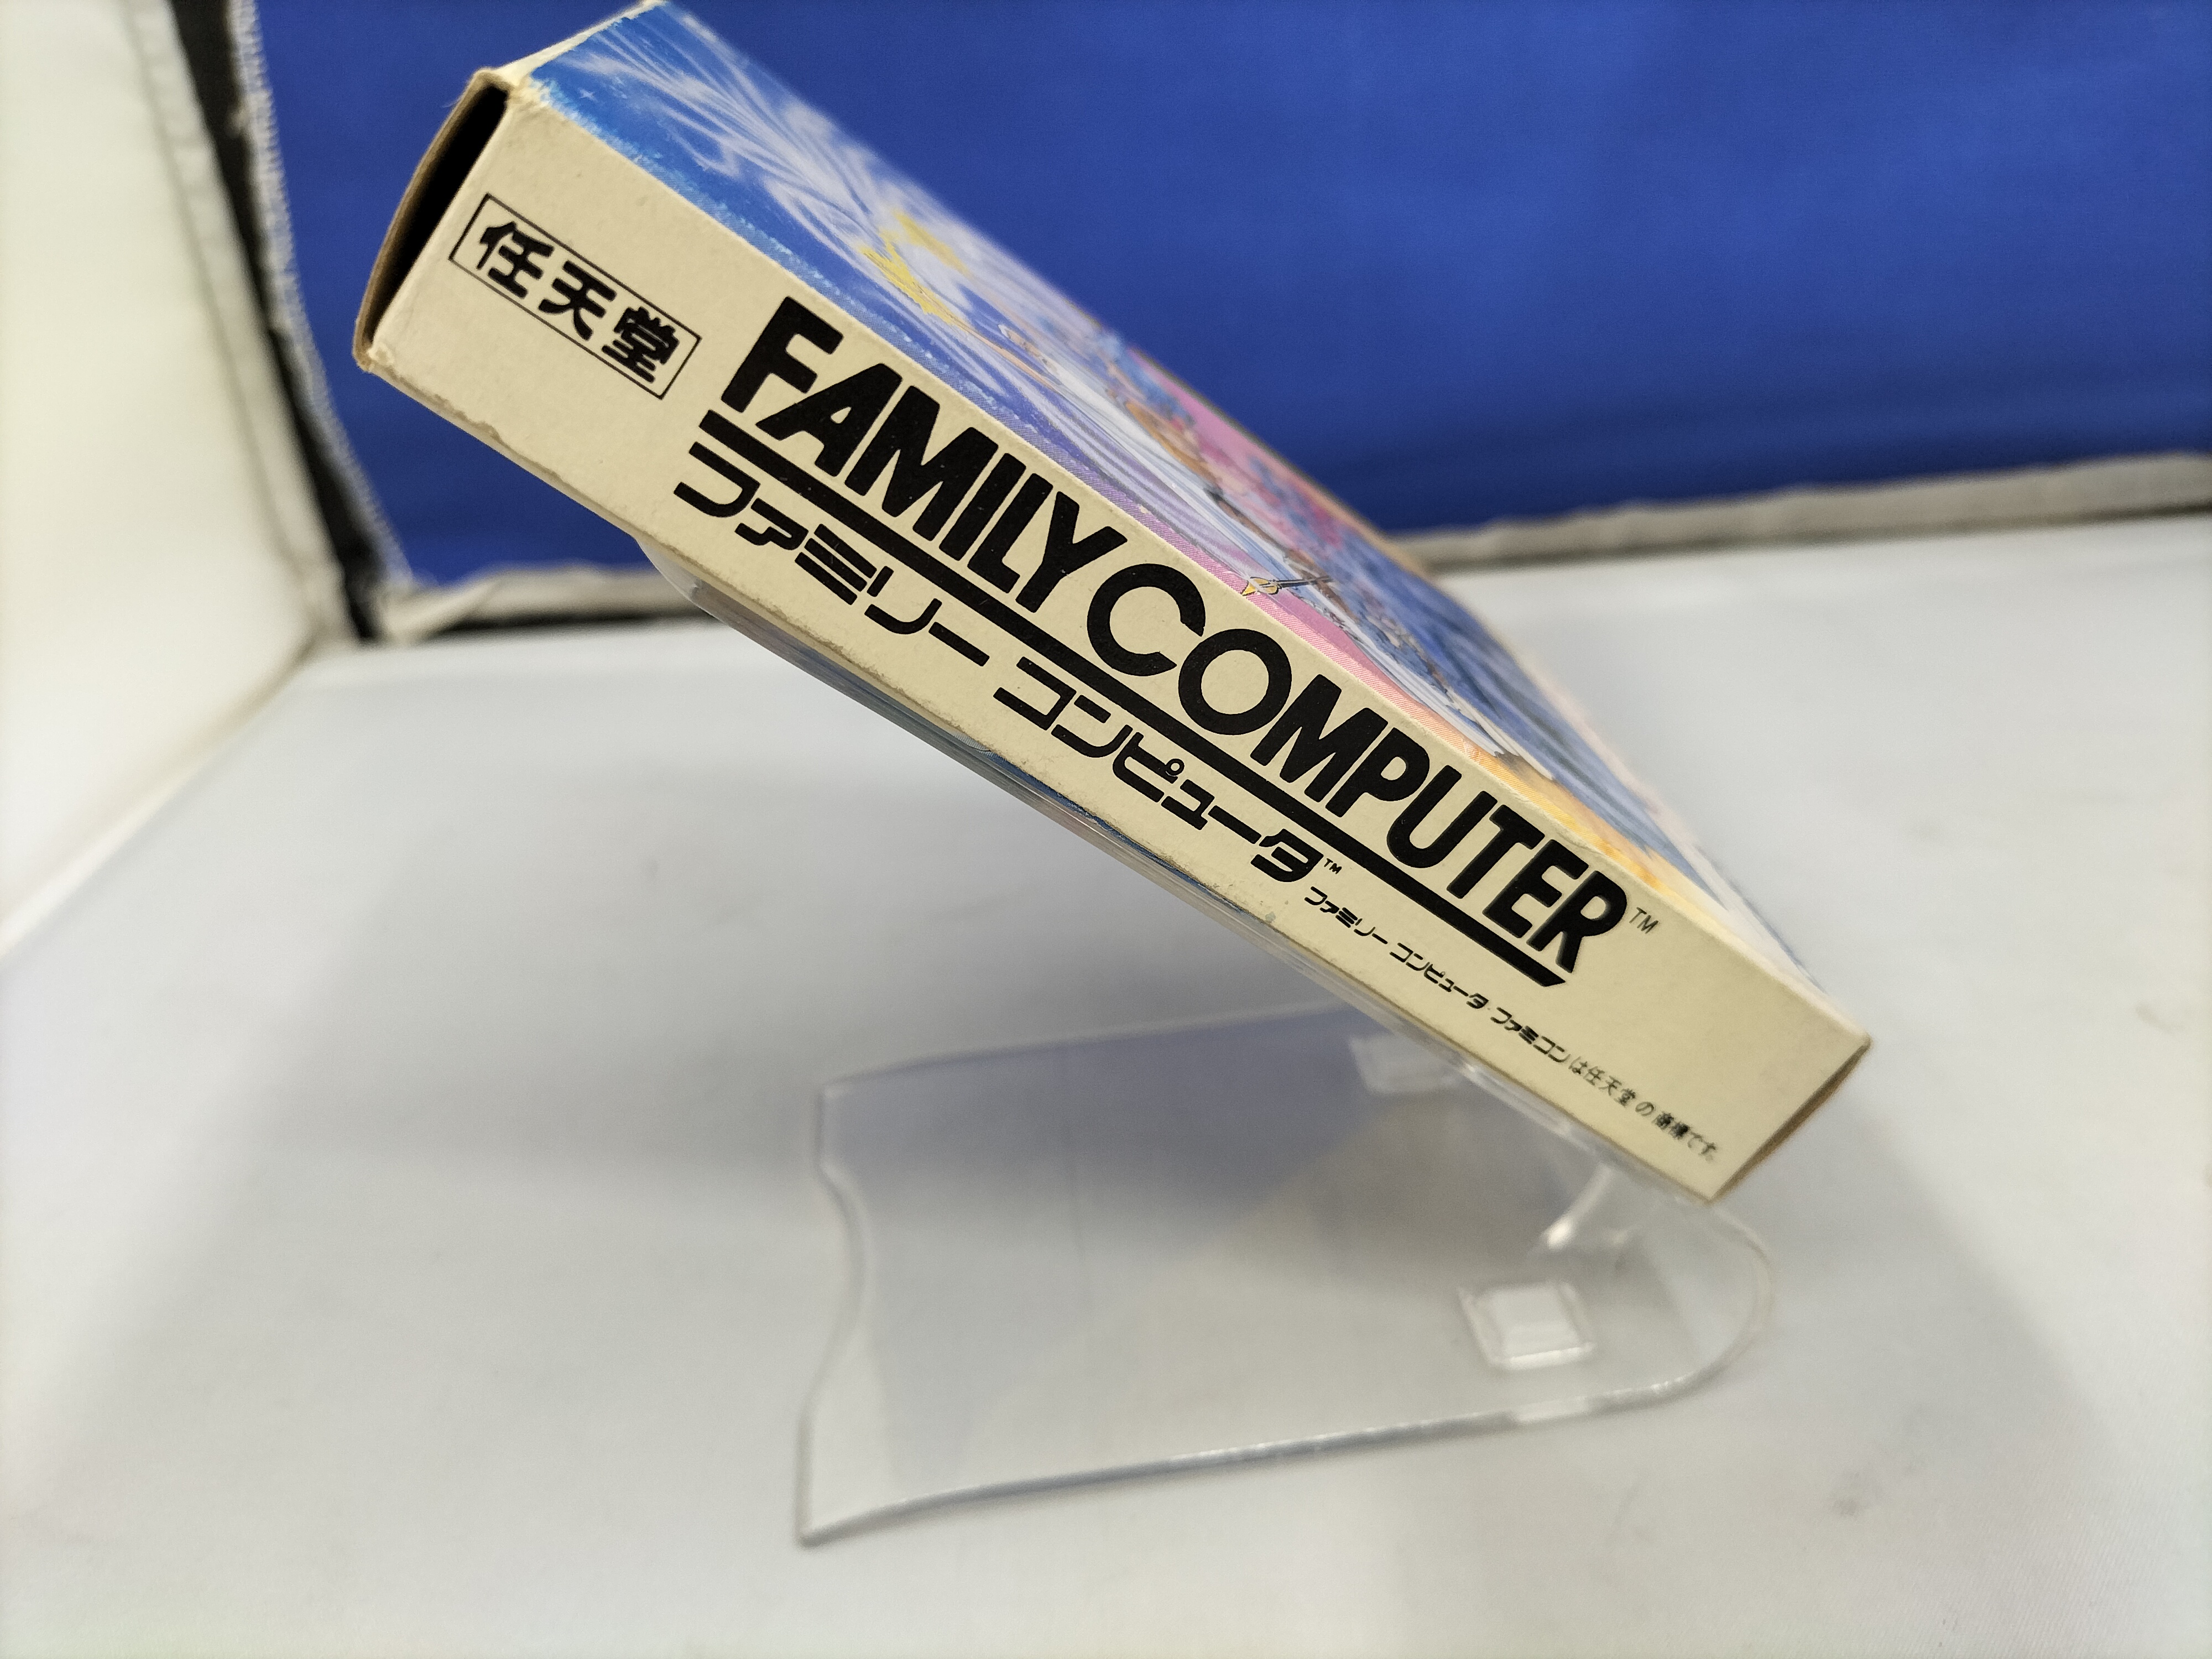 任天堂
FAMILY COMPUTER™
ファミリー コンピュータ™
ファミリー コンピュータ・ファミコンは任天堂の商標です。